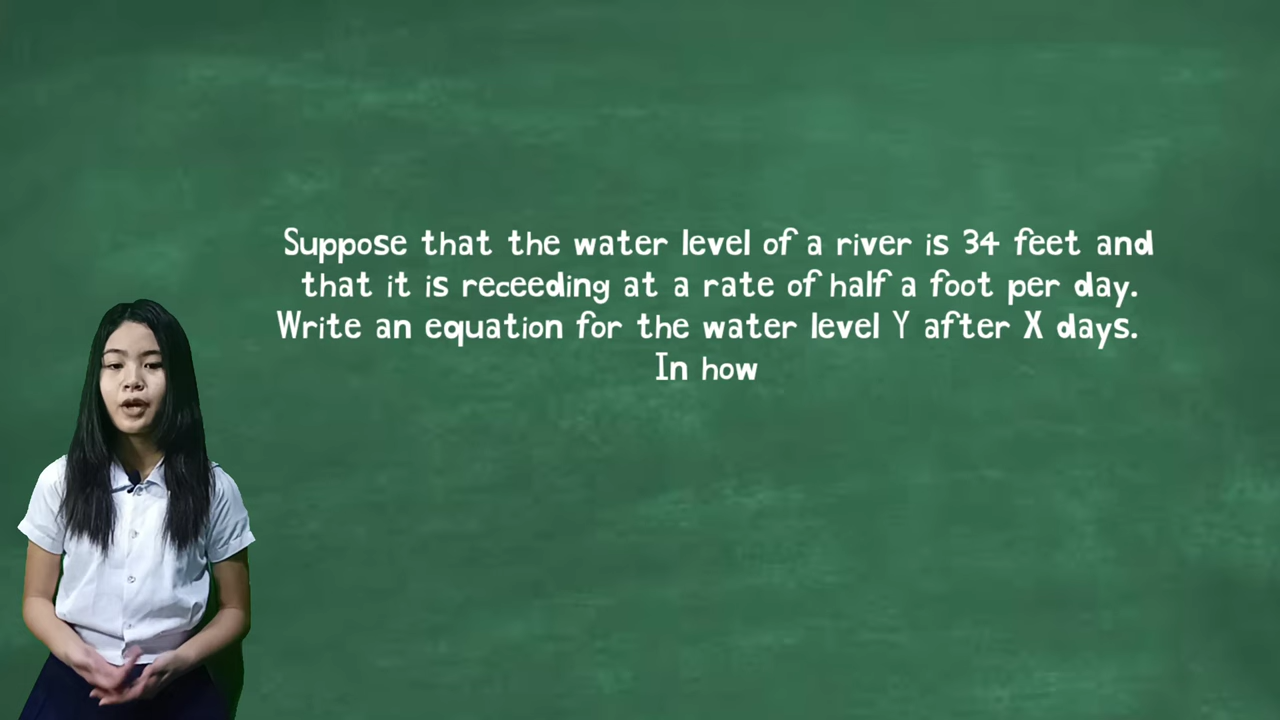 Suppose that the water level of a river is 34 feet and
that it is receeding at a rate of half a foot per day.
Write an equation for the water level Y after X days.
In how